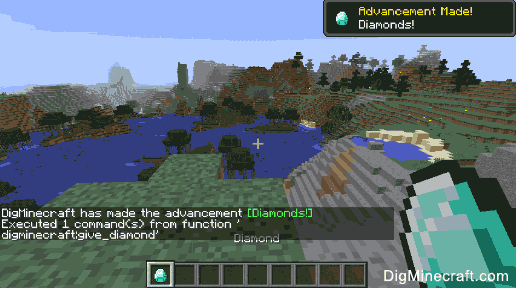 Advancement Made!
Diamonds!
DigMinecraft has made the advancement [Diamonds!]
Executed 1 command(s) from function '
digminecraft:give_diamond'
Diamond
DigMinecraft.com